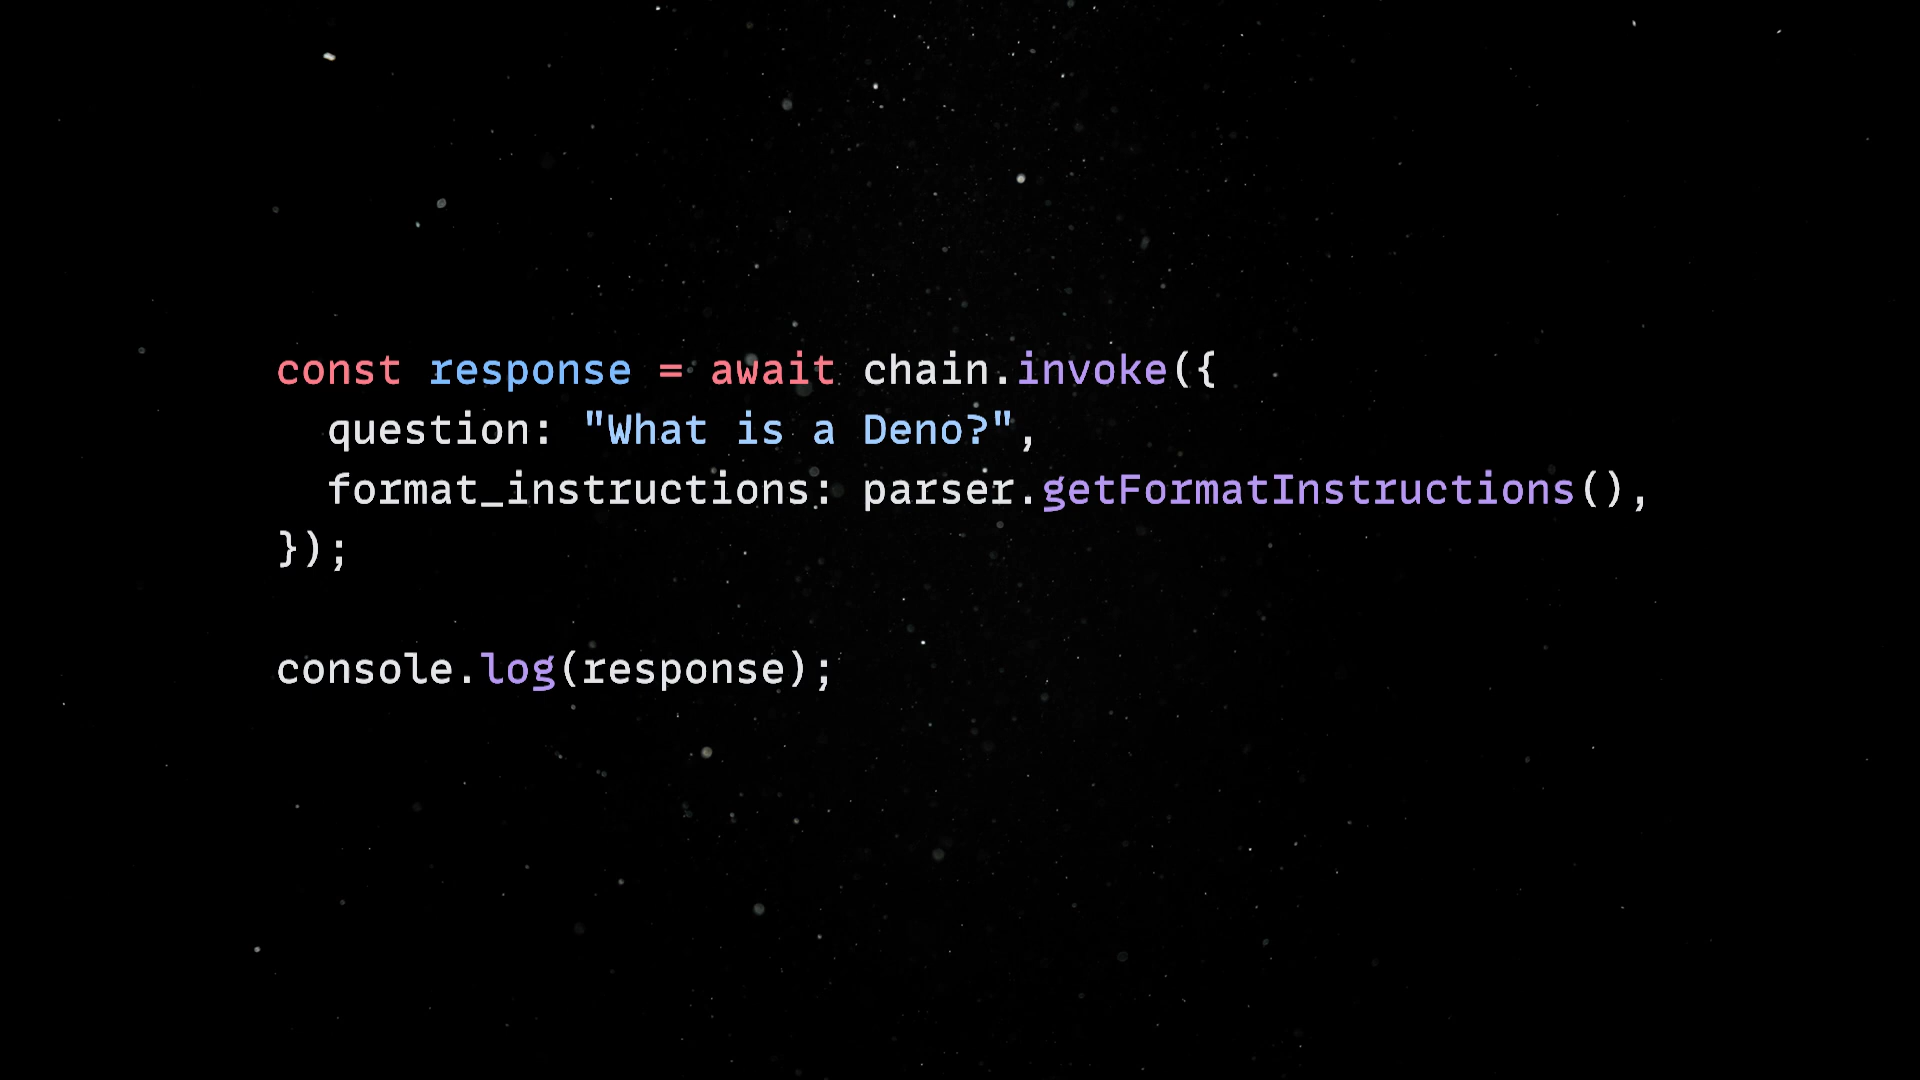 const response = await chain.invoke({
  question: "What is a Deno?",
  format_instructions: parser.getFormatInstructions(),
});

console.log(response);